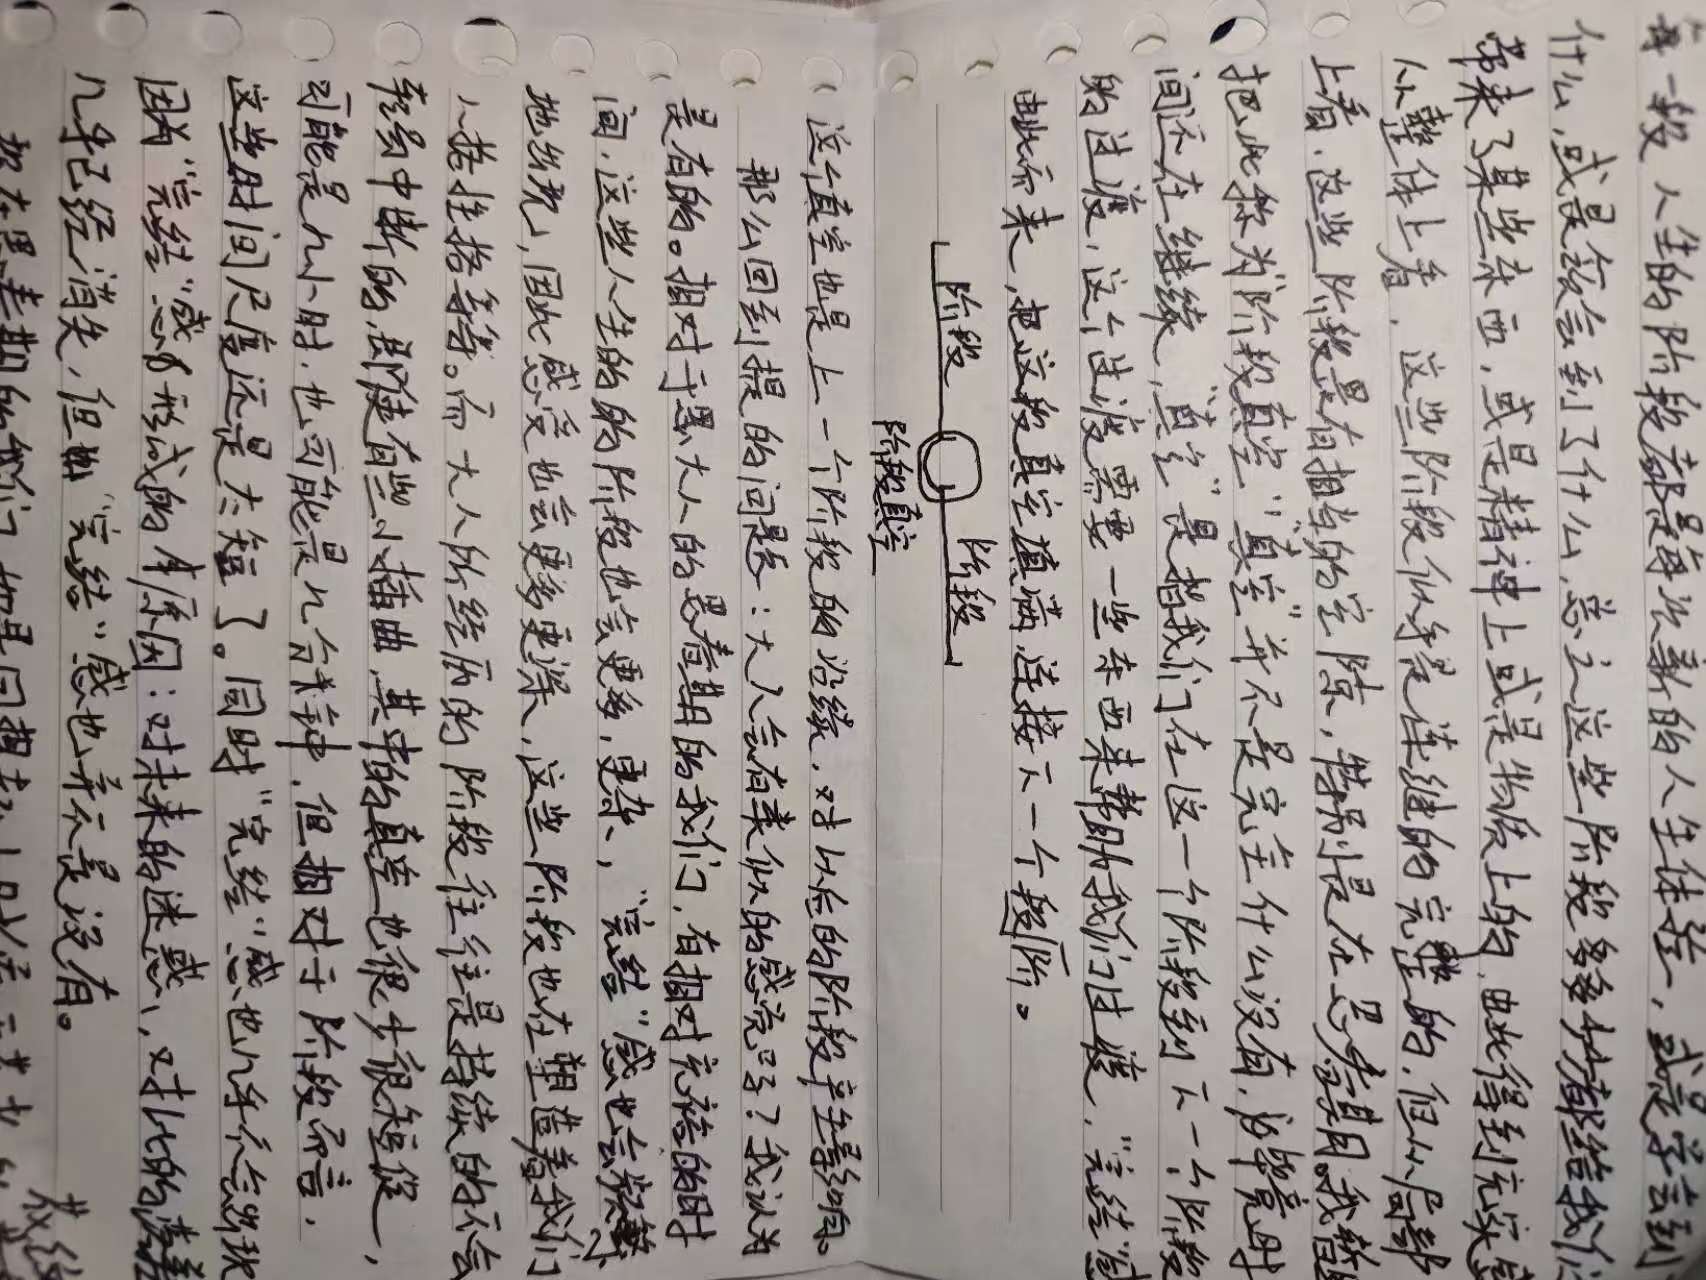 每一段人生的阶段都是每次新的人生体验，或是学会到
什么，或是领会到了什么，总之这些阶段多多少少都给我们
带来了某些东西，或是精神上或是物质上的，由此得到充实感
从整体上看，这些阶段似乎是连继的完整的，但从局部
上看，这些阶段是有相当的空隙，特别是在思春期。我暂且
把此称为“阶段真空”“真空”并不是完全什么没有，毕竟时
间还在继续，“真空”是指我们在这一个阶段到下一个阶段
的过渡，这个过渡需要一些东西来帮助我们过渡，“完结”感
由此而来，把这段真空填满，连接下一个段阶。
阶段 阶段
阶段真空
这个真空也是上一个阶段的沿续，对以后的阶段产生影响。
那么回到提的问题：大人会有类似的感觉吗？我认为
是有的。相对于大人的思春期的我们，有相对充裕的时
间，这些人生的的阶段也会更多，更杂，“完结”感也会频繁
地出现，因此感受也会更多更深，这些阶段也在塑造着我们
人格性格等等。而大人所经历的阶段往往是持续的不会
轻易中断的，即使有些小插曲，其中的真空也很少很短促，
可能是几小时，也可能是几分钟，但相对于阶段而言，
这些时间尺度还是太短了。同时“完结”感也几乎不会出现
因为“完结”感形成的本原因：对未来的迷惑、，对此的
几乎已经消失，但“完结”感也并不是没有。
花纹